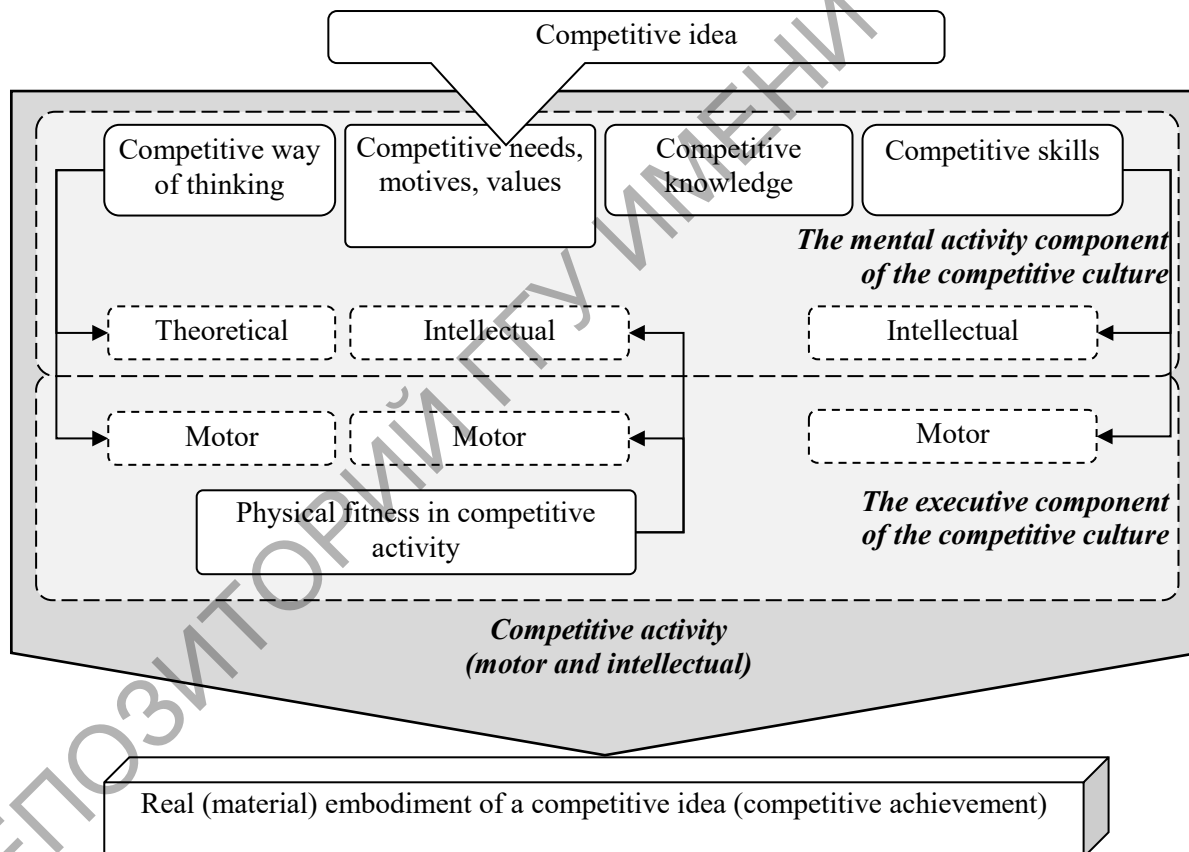 Competitive idea
Competitive way
of thinking
Competitive needs,
motives, values
Competitive
knowledge
Competitive skills
The mental activity component
of the competitive culture
Theoretical
Intellectual
Intellectual
Motor
Motor
Motor
Physical fitness in competitive
activity
The executive component
of the competitive culture
Competitive activity
(motor and intellectual)
Real (material) embodiment of a competitive idea (competitive achievement)
ЕПОЗИТОРИЙ ГГУ ИМЕНИ